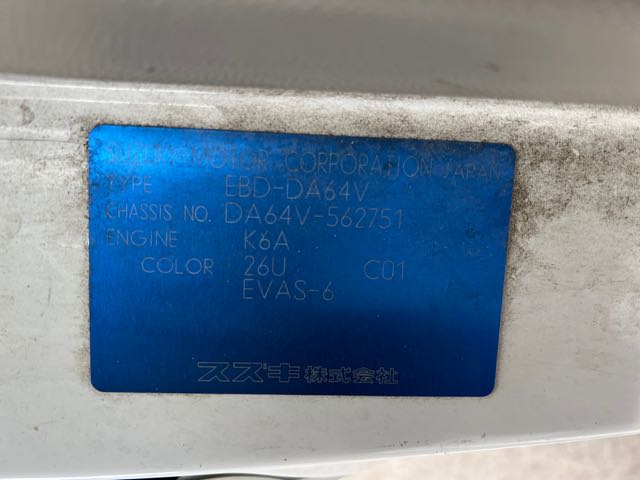 SUZUKI MOTOR CORPORATION JAPAN
TYPE EBD-DA64V
CHASSIS NO. DA64V-562751
ENGINE K6A
COLOR 26U C01
EVAS-6
スズキ株式会社